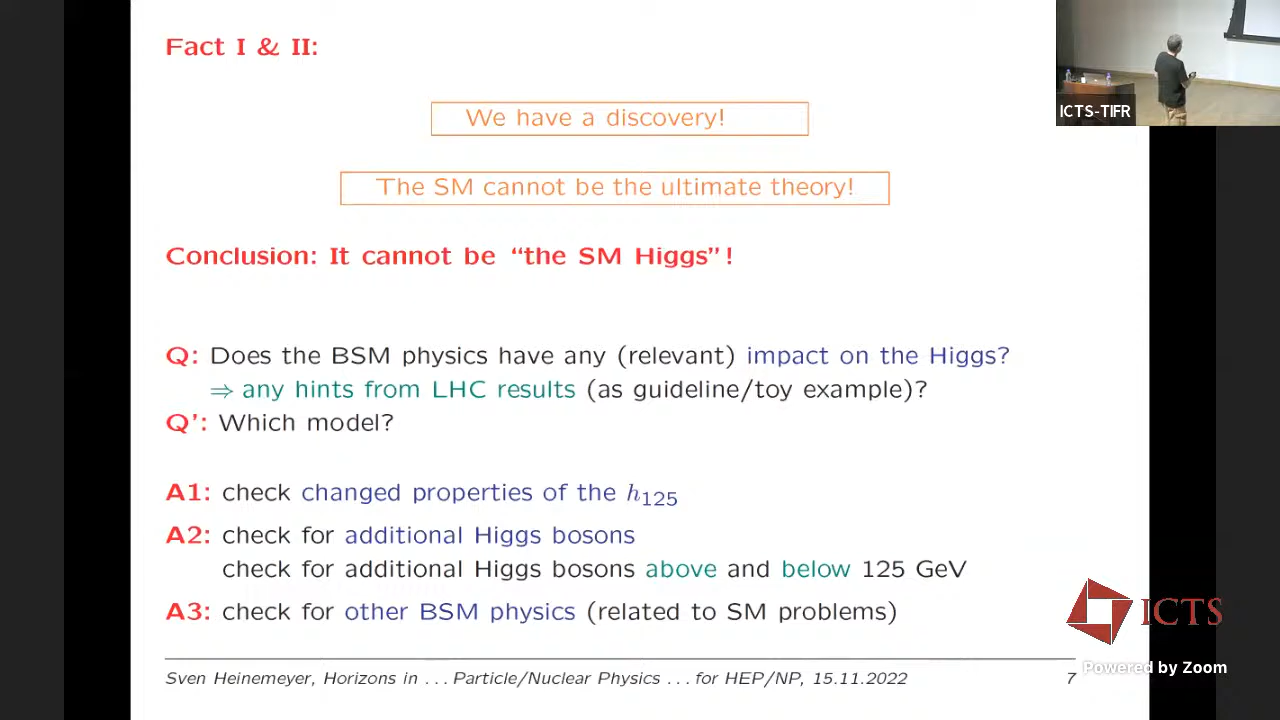 Fact I & II:
We have a discovery!
The SM cannot be the ultimate theory!
Conclusion: It cannot be “the SM Higgs”!
Q: Does the BSM physics have any (relevant) impact on the Higgs?
⇒ any hints from LHC results (as guideline/toy example)?
Q': Which model?
A1: check changed properties of the h125
A2: check for additional Higgs bosons
check for additional Higgs bosons above and below 125 GeV
A3: check for other BSM physics (related to SM problems)
Sven Heinemeyer, Horizons in ... Particle/Nuclear Physics ... for HEP/NP, 15.11.2022
7
ICTS-TIFR
ICTS
Powered by Zoom